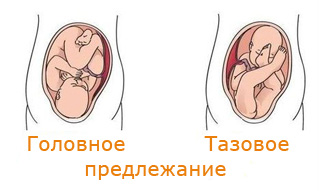 Головное Тазовое
предлежание